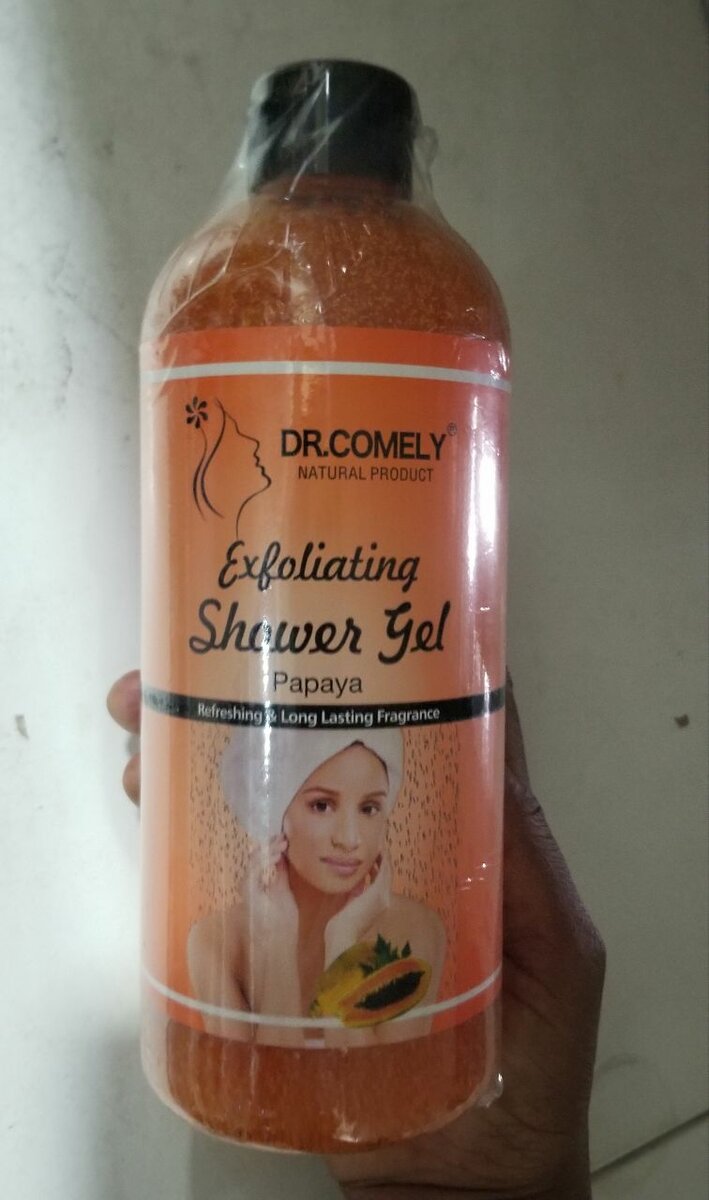 DR.COMELY®
NATURAL PRODUCT
Exfoliating
Shower Gel
Papaya
Refreshing & Long Lasting Fragrance